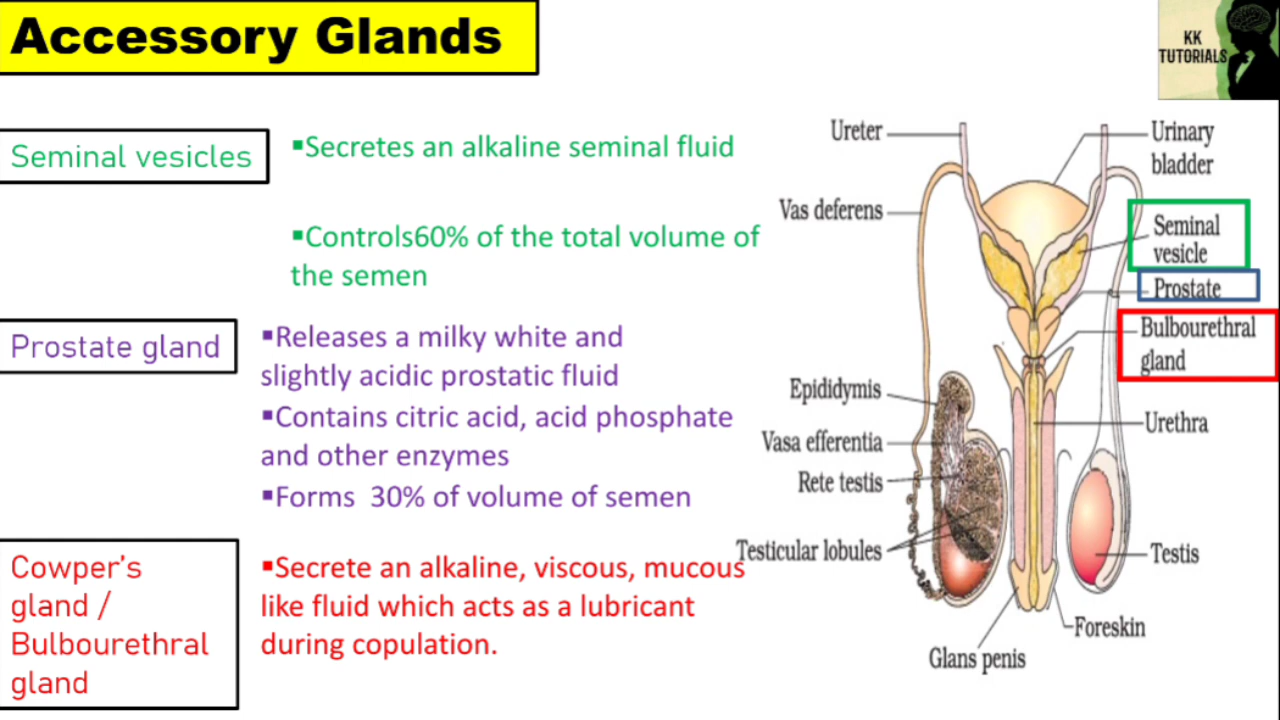 Accessory Glands
KK
TUTORIALS
Seminal vesicles
▪Secretes an alkaline seminal fluid
▪Controls60% of the total volume of
the semen
Prostate gland
▪Releases a milky white and
slightly acidic prostatic fluid
▪Contains citric acid, acid phosphate
and other enzymes
▪Forms 30% of volume of semen
Cowper's
gland /
Bulbourethral
gland
▪Secrete an alkaline, viscous, mucous
like fluid which acts as a lubricant
during copulation.
Ureter
Urinary
bladder
Vas deferens
Seminal
vesicle
Prostate
Bulbourethral
gland
Epididymis
Urethra
Vasa efferentia
Rete testis
Testicular lobules
Testis
Foreskin
Glans penis